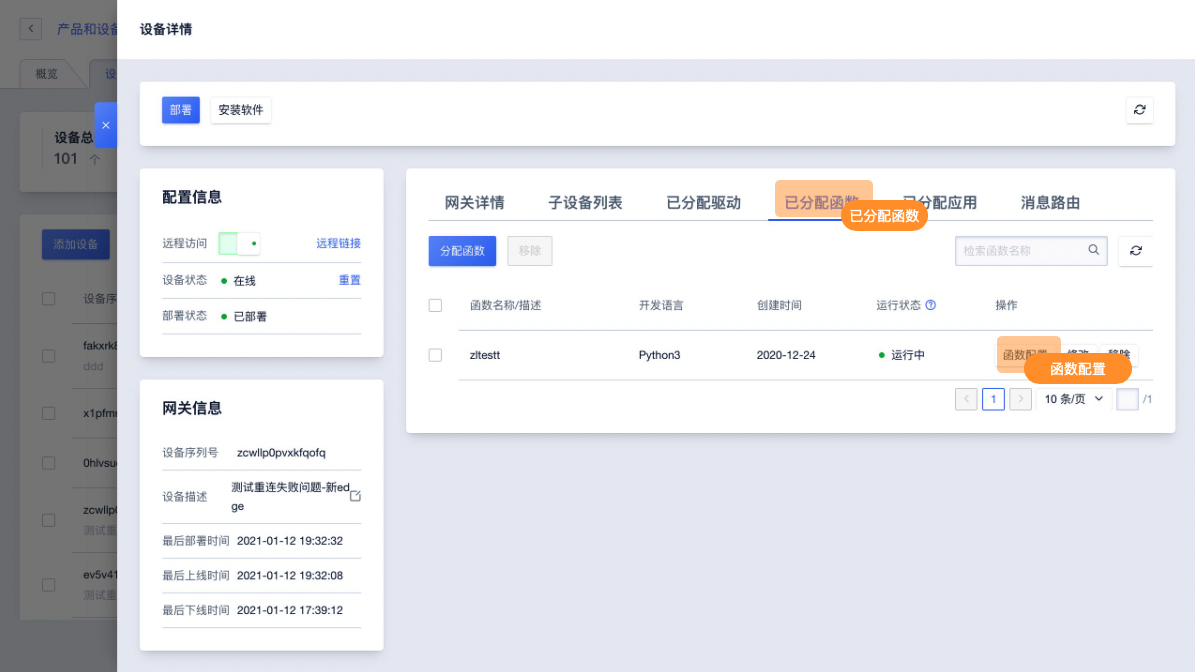 设备详情
产品和设备
概览
设
设备总
101 个
添加设备
设备序
fakxrk8
ddd
x1pfm
0hlvsu
zcwllp0
测试重
ev5v41
测试重
部署
安装软件
配置信息
远程访问
远程链接
设备状态
在线
重置
部署状态
已部署
网关信息
设备序列号 zcwllp0pvxkfqofq
设备描述 测试重连失败问题-新ed
ge
最后部署时间 2021-01-12 19:32:32
最后上线时间 2021-01-12 19:32:08
最后下线时间 2021-01-12 17:39:12
网关详情 子设备列表 已分配驱动 已分配函数 已分配应用 消息路由
已分配函数
分配函数 移除 检索函数名称
函数名称/描述 开发语言 创建时间 运行状态 操作
zltestt Python3 2020-12-24 运行中 函数配置 修改 移除
函数配置
1 10 条/页 /1